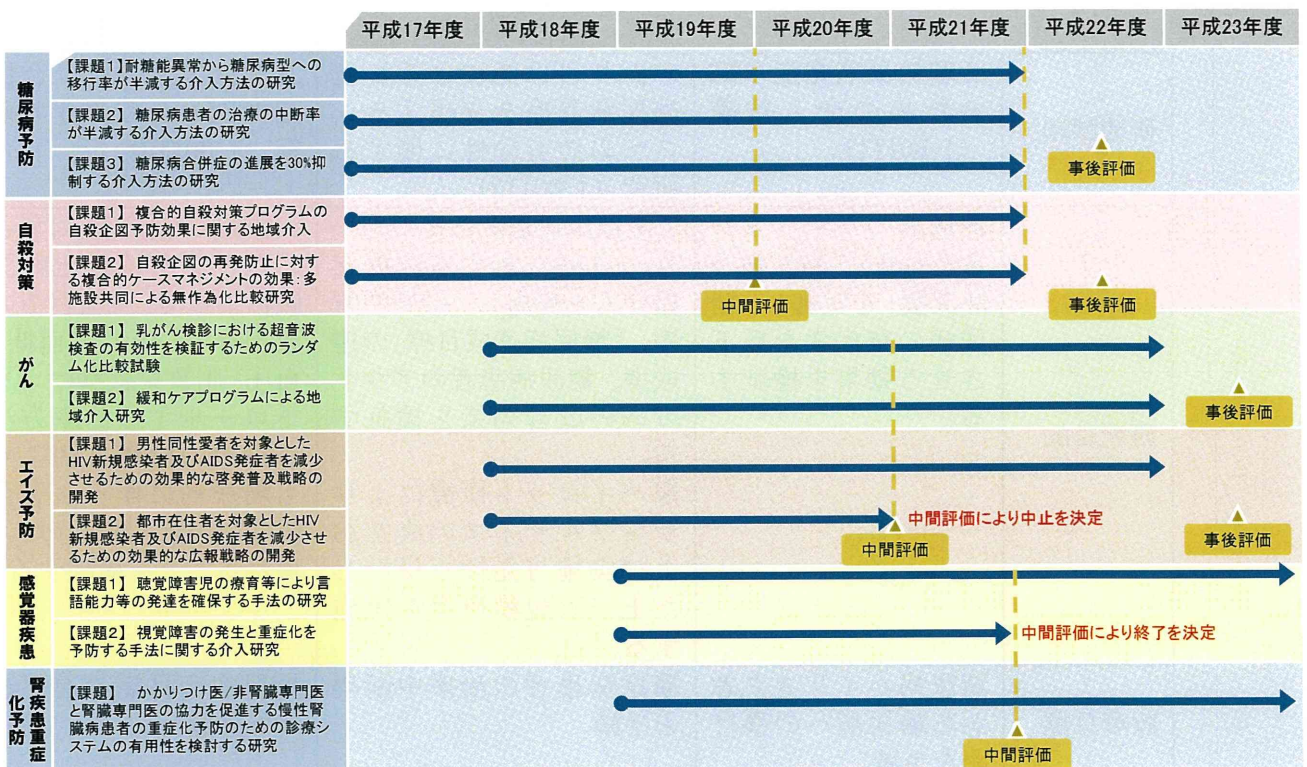 平成17年度 平成18年度 平成19年度 平成20年度 平成21年度 平成22年度 平成23年度
糖尿病予防
【課題1】耐糖能異常から糖尿病型への
移行率が半減する介入方法の研究
【課題2】 糖尿病患者の治療の中断率
が半減する介入方法の研究
【課題3】 糖尿病合併症の進展を30%抑
制する介入方法の研究
事後評価
自殺対策
【課題1】 複合的自殺対策プログラムの
自殺企図予防効果に関する地域介入
【課題2】 自殺企図の再発防止に対す
る複合的ケースマネジメントの効果:多
施設共同による無作為化比較研究
中間評価
事後評価
がん
【課題1】 乳がん検診における超音波
検査の有効性を検証するためのランダ
ム化比較試験
【課題2】 緩和ケアプログラムによる地
域介入研究
事後評価
エイズ予防
【課題1】 男性同性愛者を対象とした
HIV新規感染者及びAIDS発症者を減少
させるための効果的な啓発普及戦略の
開発
【課題2】 都市在住者を対象としたHIV
新規感染者及びAIDS発症者を減少させ
るための効果的な広報戦略の開発
中間評価により中止を決定
中間評価
事後評価
感覚器疾患
【課題1】 聴覚障害児の療育等により言
語能力等の発達を確保する手法の研究
【課題2】 視覚障害の発生と重症化を
予防する手法に関する介入研究
中間評価により終了を決定
腎疾患重症
化予防
【課題】 かかりつけ医/非腎臓専門医
と腎臓専門医の協力を促進する慢性腎
臓病患者の重症化予防のための診療シ
ステムの有用性を検討する研究
中間評価